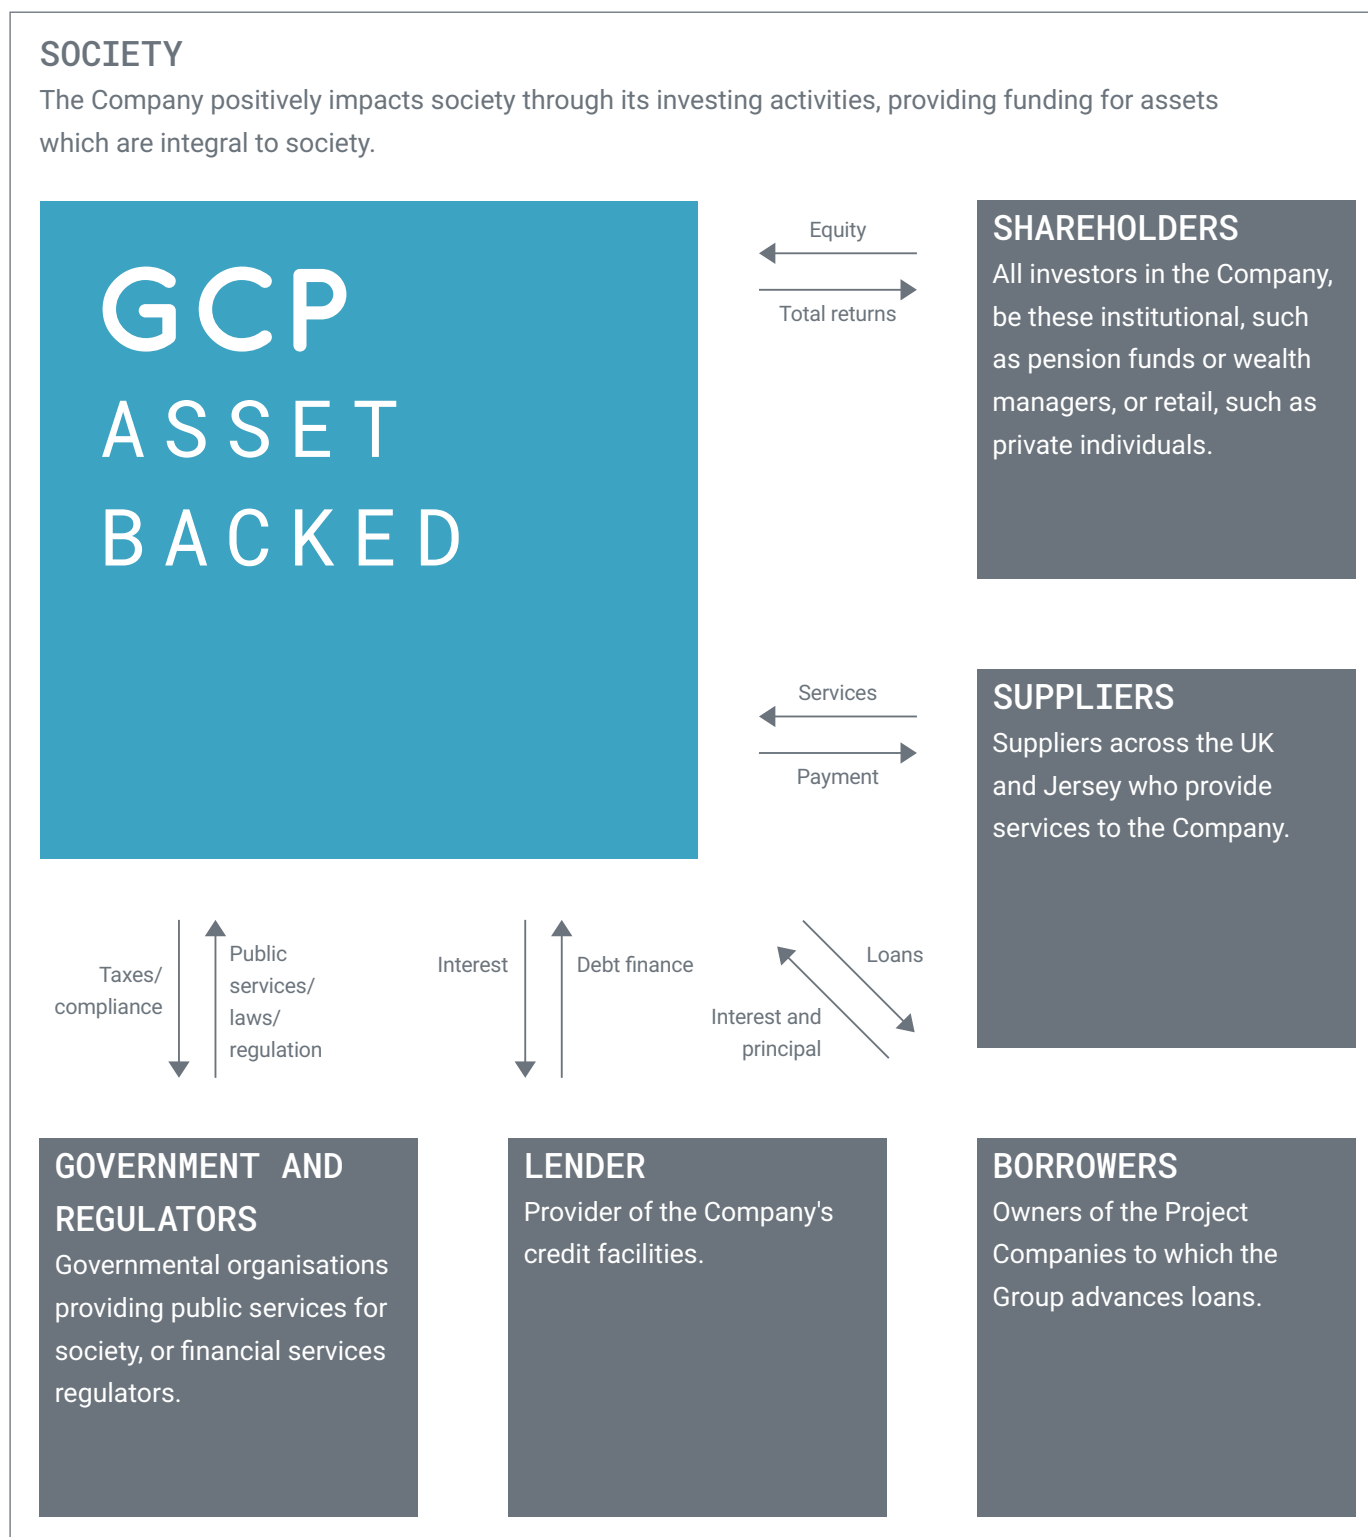 SOCIETY
The Company positively impacts society through its investing activities, providing funding for assets
which are integral to society.
GCP
ASSET
BACKED
Equity
Total returns
SHAREHOLDERS
All investors in the Company,
be these institutional, such
as pension funds or wealth
managers, or retail, such as
private individuals.
Services
Payment
SUPPLIERS
Suppliers across the UK
and Jersey who provide
services to the Company.
Taxes/
compliance
Public
services/
laws/
regulation
Interest
Debt finance
Loans
Interest and
principal
GOVERNMENT AND
REGULATORS
Governmental organisations
providing public services for
society, or financial services
regulators.
LENDER
Provider of the Company's
credit facilities.
BORROWERS
Owners of the Project
Companies to which the
Group advances loans.